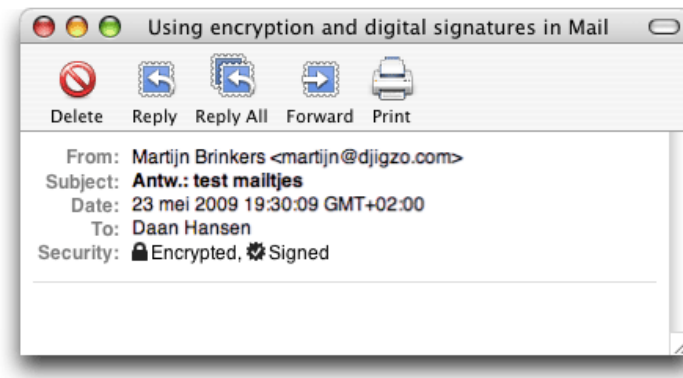 Using encryption and digital signatures in Mail
Delete Reply Reply All Forward Print
From: Martijn Brinkers <martijn@djigzo.com>
Subject: Antw.: test mailtjes
Date: 23 mei 2009 19:30:09 GMT+02:00
To: Daan Hansen
Security: Encrypted, Signed